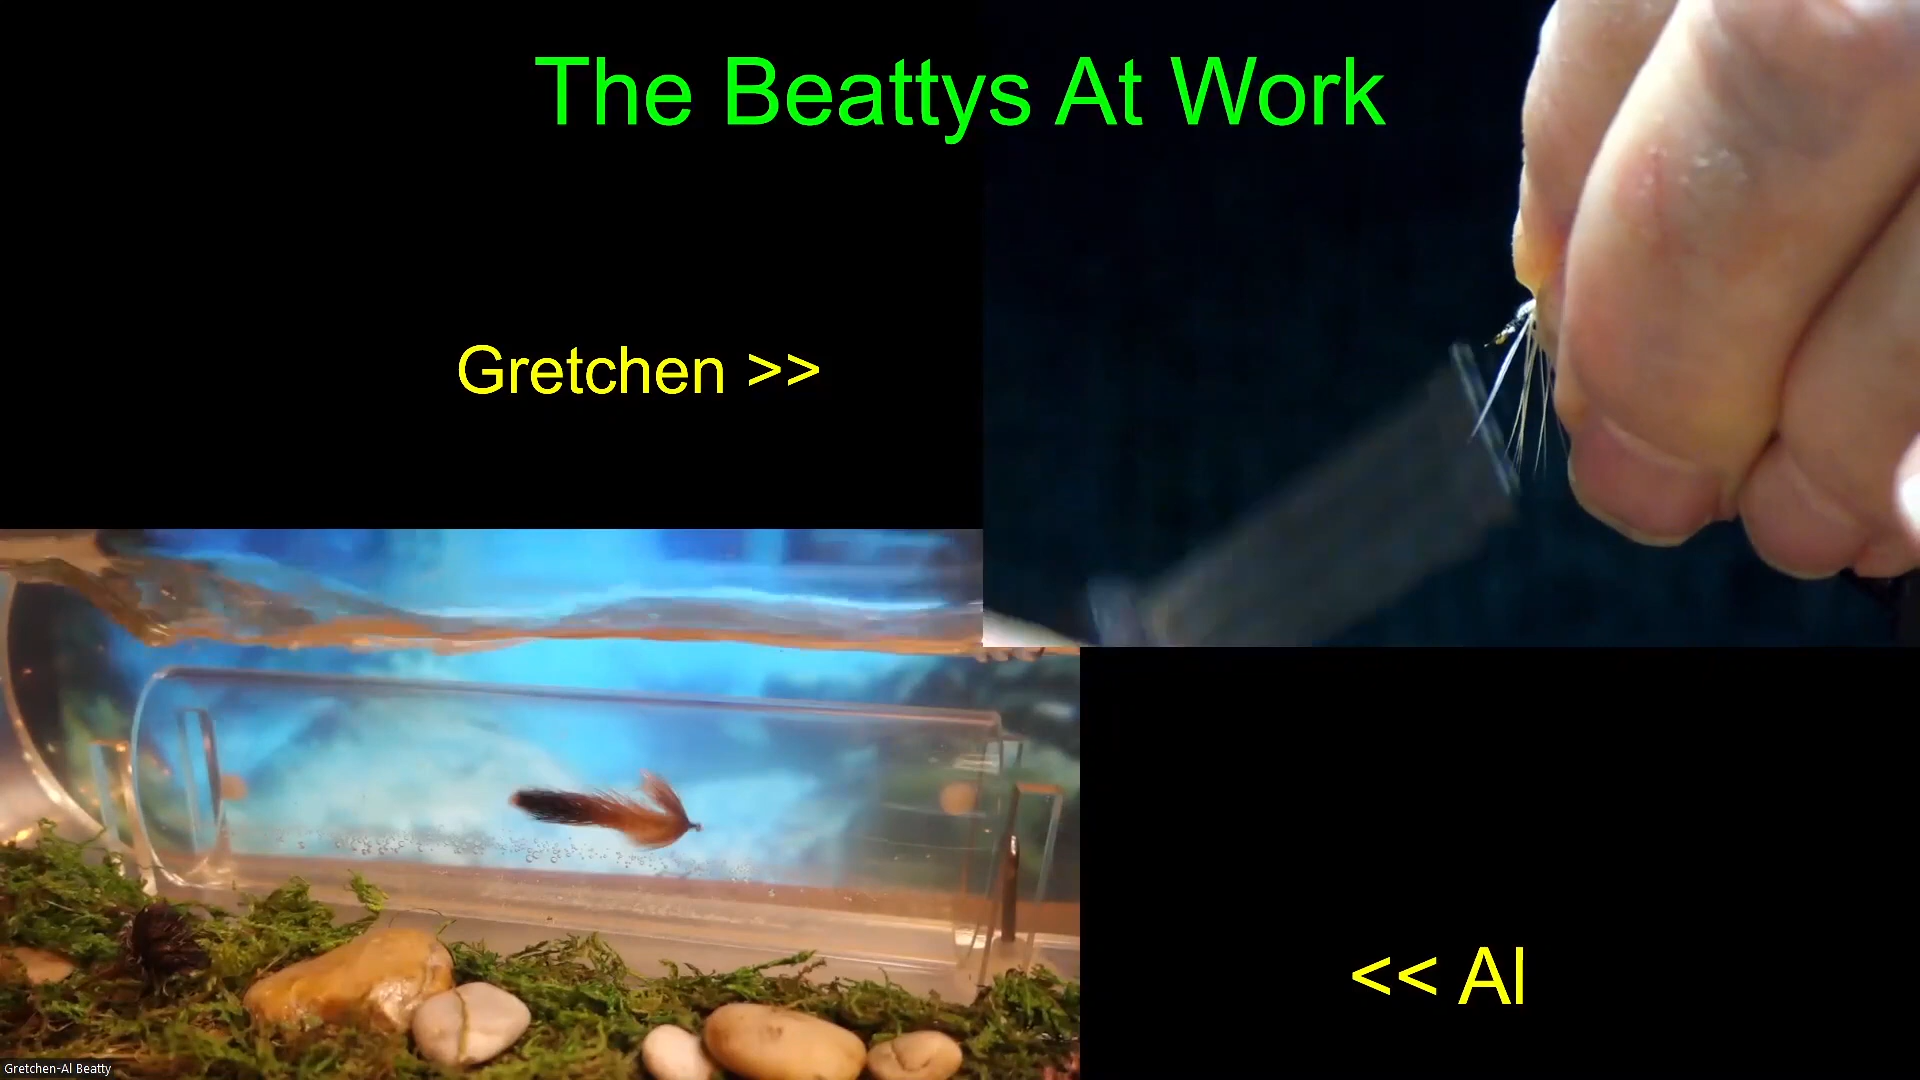 The Beattys At Work
Gretchen >>
<< Al
Gretchen-Al Beatty